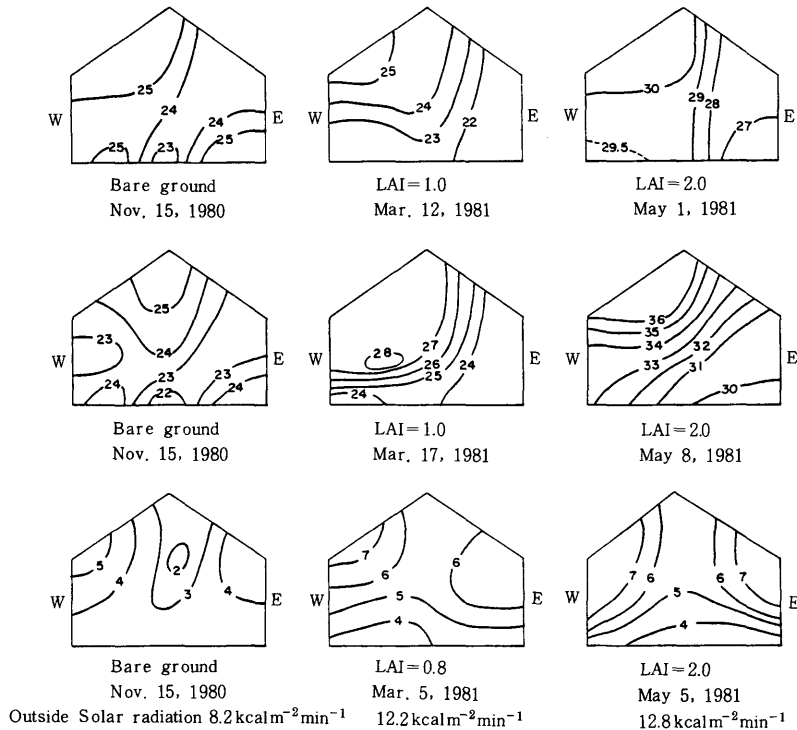 25
24
24
25
25
23
W
E
Bare ground
Nov. 15, 1980
25
24
23
22
W
E
LAI=1.0
Mar. 12, 1981
30
29
28
27
29.5
W
E
LAI=2.0
May 1, 1981
25
23
24
23
24
22
23
24
W
E
Bare ground
Nov. 15, 1980
28
27
26
25
24
24
W
E
LAI=1.0
Mar. 17, 1981
36
35
34
33
32
31
30
W
E
LAI=2.0
May 8, 1981
5
4
2
3
4
W
E
Bare ground
Nov. 15, 1980
7
6
6
5
4
W
E
LAI=0.8
Mar. 5, 1981
7
6
6
7
5
4
W
E
LAI=2.0
May 5, 1981
Outside Solar radiation 8.2 kcal m⁻² min⁻¹ 12.2 kcal m⁻² min⁻¹ 12.8 kcal m⁻² min⁻¹